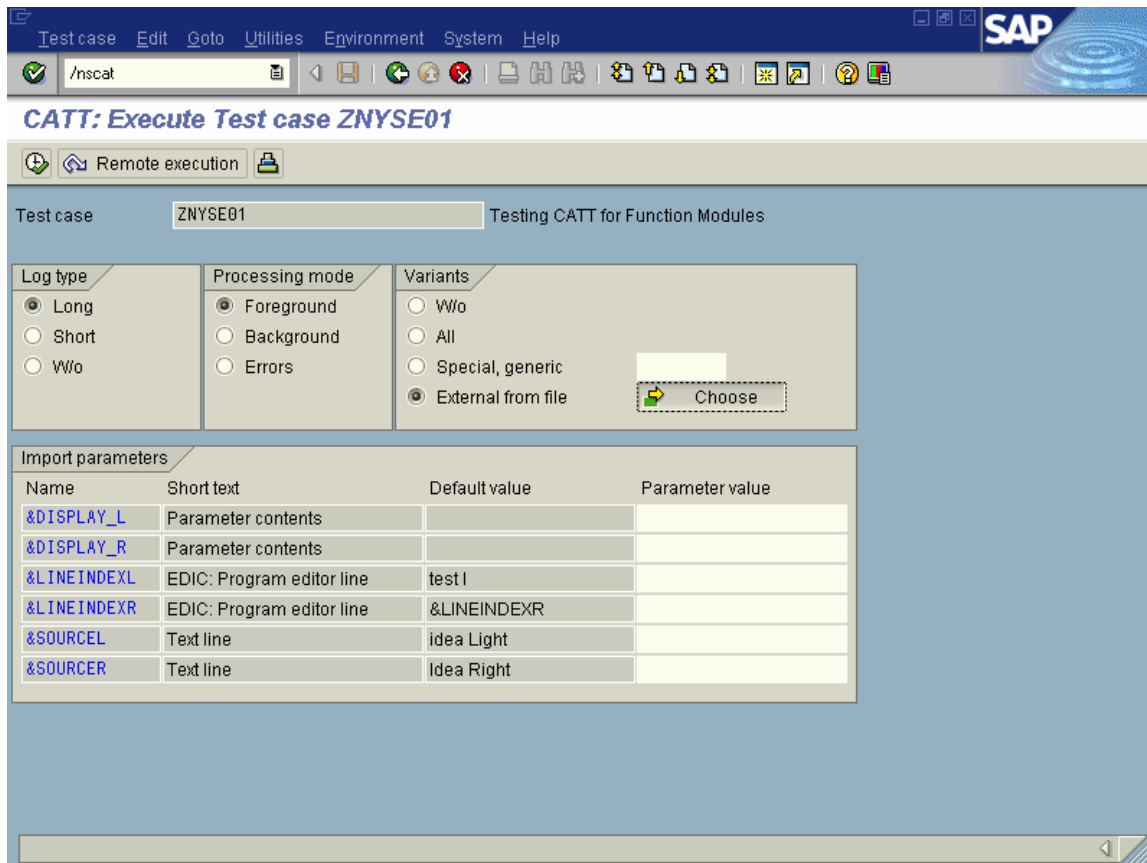 Test case Edit Goto Utilities Environment System Help
SAP
/nscat
CATT: Execute Test case ZNYSE01
Remote execution
Test case ZNYSE01 Testing CATT for Function Modules
Log type Processing mode Variants
Long Foreground W/o
Short Background All
W/o Errors Special, generic
External from file Choose
Import parameters
Name Short text Default value Parameter value
&DISPLAY_L Parameter contents
&DISPLAY_R Parameter contents
&LINEINDEXL EDIC: Program editor line test l
&LINEINDEXR EDIC: Program editor line &LINEINDEXR
&SOURCEL Text line idea Light
&SOURCER Text line Idea Right